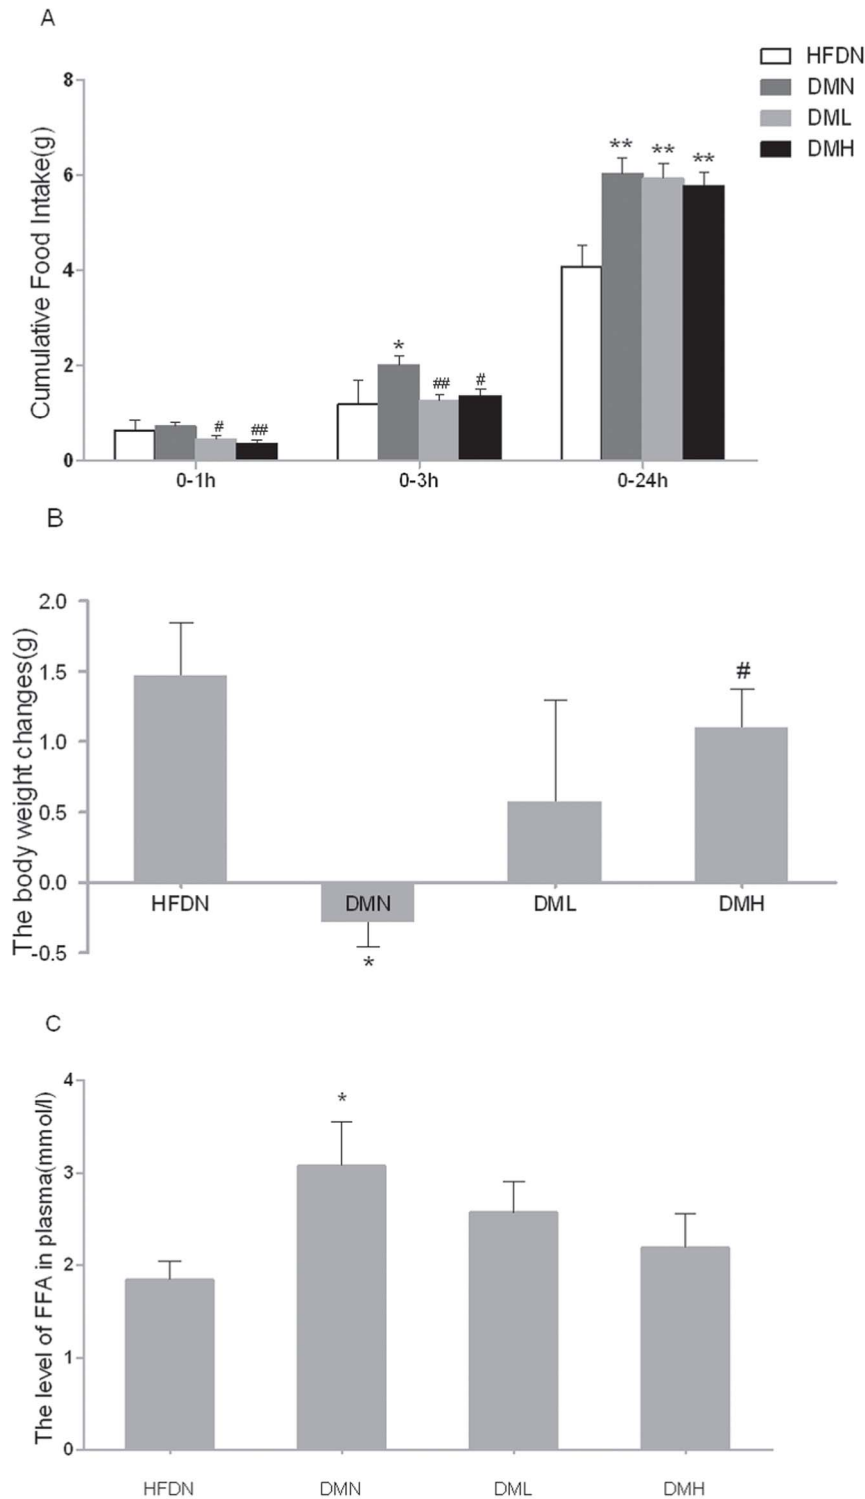 A
HFDN
DMN
DML
DMH
Cumulative Food Intake(g)
8
6
4
2
0
** ** **
*
## #
# ##
0-1h 0-3h 0-24h
B
The body weight changes(g)
2.0
1.5
1.0
0.5
0.0
-0.5
#
HFDN DMN DML DMH
*
C
The level of FFA in plasma(mmol/l)
4
3
2
1
0
*
HFDN DMN DML DMH